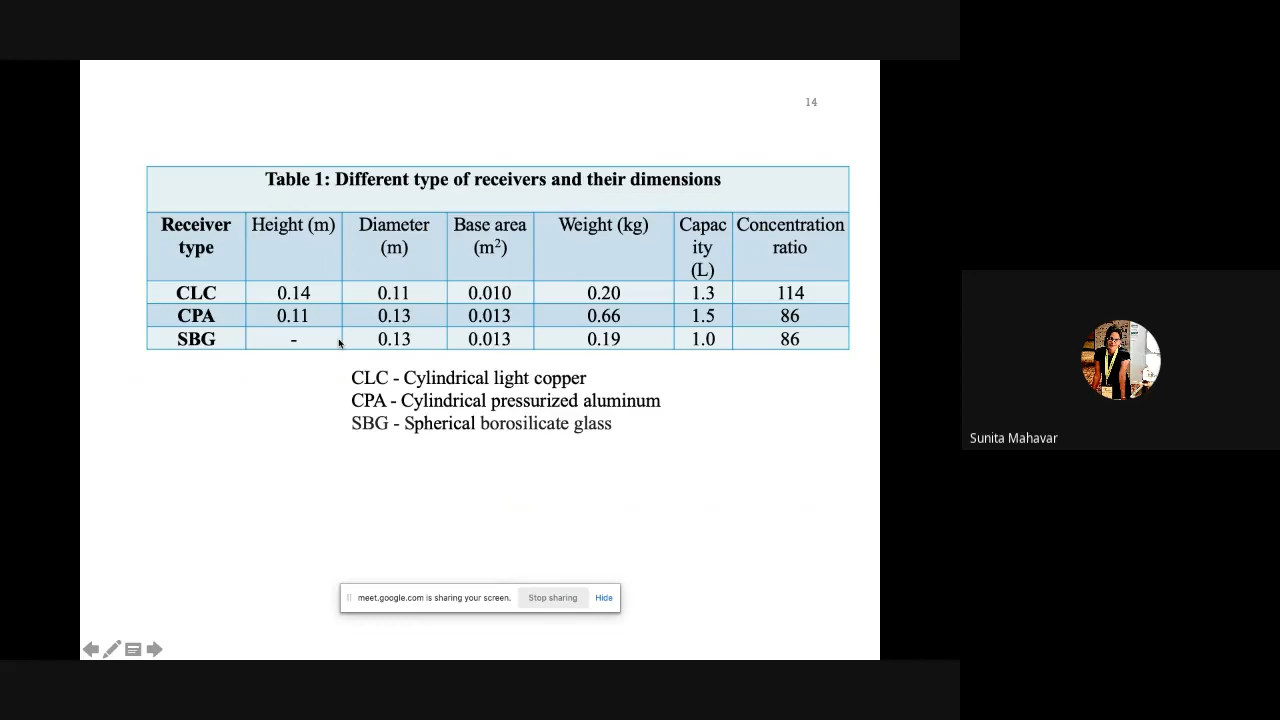 14
Table 1: Different type of receivers and their dimensions
Receiver type Height (m) Diameter (m) Base area (m²) Weight (kg) Capac ity (L) Concentration ratio
CLC 0.14 0.11 0.010 0.20 1.3 114
CPA 0.11 0.13 0.013 0.66 1.5 86
SBG - 0.13 0.013 0.19 1.0 86
CLC - Cylindrical light copper
CPA - Cylindrical pressurized aluminum
SBG - Spherical borosilicate glass
Sunita Mahavar
meet.google.com is sharing your screen. Stop sharing Hide